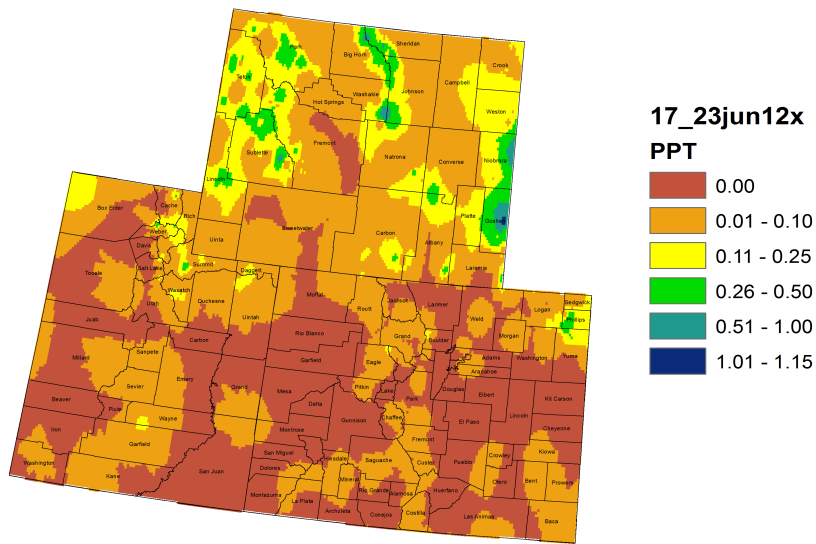 Sheridan
Park
Big Horn
Crook
Teton
Campbell
Johnson
Washakie
Hot Springs
Weston
Fremont
Sublette
Natrona
Converse
Niobrara
Lincoln
Platte
Goshen
Sweetwater
Carbon
Albany
Uinta
Laramie
Box Elder
Cache
Rich
Weber
Davis
Salt Lake
Summit
Daggett
Tooele
Wasatch
Duchesne
Utah
Uintah
Juab
Carbon
Sanpete
Millard
Emery
Sevier
Grand
Beaver
Piute
Wayne
Iron
Garfield
Washington
Kane
San Juan
Moffat
Routt
Jackson
Larimer
Weld
Logan
Sedgwick
Phillips
Morgan
Grand
Boulder
Rio Blanco
Garfield
Eagle
Adams
Washington
Yuma
Arapahoe
Mesa
Pitkin
Lake
Park
Douglas
Elbert
Lincoln
Kit Carson
Delta
Gunnison
Chaffee
El Paso
Cheyenne
Montrose
Fremont
San Miguel
Hinsdale
Saguache
Custer
Pueblo
Crowley
Kiowa
Dolores
Mineral
Otero
Bent
Prowers
Montezuma
La Plata
Rio Grande
Alamosa
Huerfano
Archuleta
Conejos
Costilla
Las Animas
Baca
17_23jun12x
PPT
0.00
0.01 - 0.10
0.11 - 0.25
0.26 - 0.50
0.51 - 1.00
1.01 - 1.15